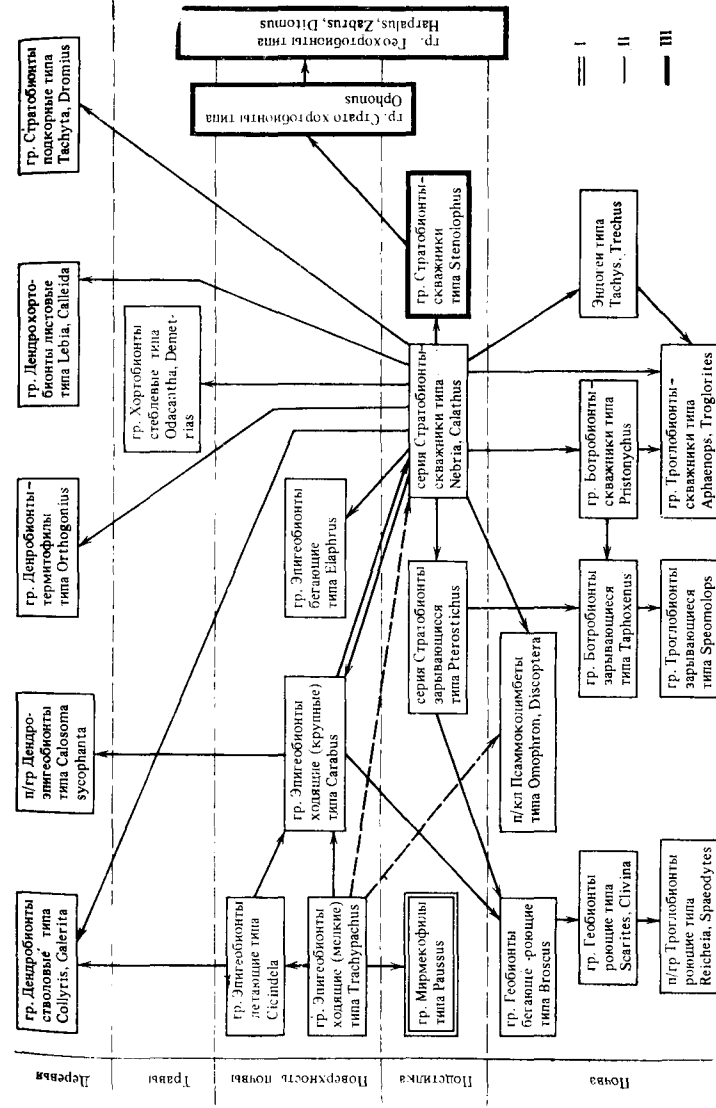 Деревья
гр. Дендробионты
стволовые типа
Collyris, Galerita
п/гр Дендро-
эпигеобионты
типа Calosoma
sycophanta
гр. Денробионты-
термитофилы
типа Orthogonius
гр. Дендрохорто-
бионты листовые
типа Lebia, Calleida
гр. Стратобионты
подкорные типа
Tachyta, Dromius
Травы
гр. Хортобионты
стеблевые типа
Odacantha, Demet-
rias
Поверхность почвы
гр. Эпигеобионты
летающие типа
Cicindela
гр. Эпигеобионты
ходящие (мелкие)
типа Trachypachus
гр. Эпигеобионты
ходящие (крупные)
типа Carabus
гр. Эпигеобионты
бегающие
типа Elaphrus
гр. Страто хортобионты типа
Ophonus
гр. Геохортобионты типа
Harpalus, Zabrus, Ditomus
Подстилка
гр. Мирмекофилы
типа Paussus
серия Стратобионты
зарывающиеся
типа Pterostichus
серия Стратобионты-
скважники типа
Nebria, Calathus
гр. Стратобионты-
скважники
типа Stenolophus
Почва
гр. Геобионты
бегающе -роющие
типа Broscus
п/кл Псаммоколимбеты
типа Omophron, Discoptera
гр. Геобионты
роющие типа
Scarites, Clivina
гр. Ботробионты
зарывающиеся
типа Taphoxenus
гр. Ботробионты-
скважники типа
Pristonychus
Эндогеи типа
Tachys, Trechus
п/гр Троглобионты
роющие типа
Reicheia, Spaeodytes
гр. Троглобионты
зарывающиеся
типа Speomolops
гр. Троглобионты-
скважники типа
Aphaenops, Troglorites
I
II
III